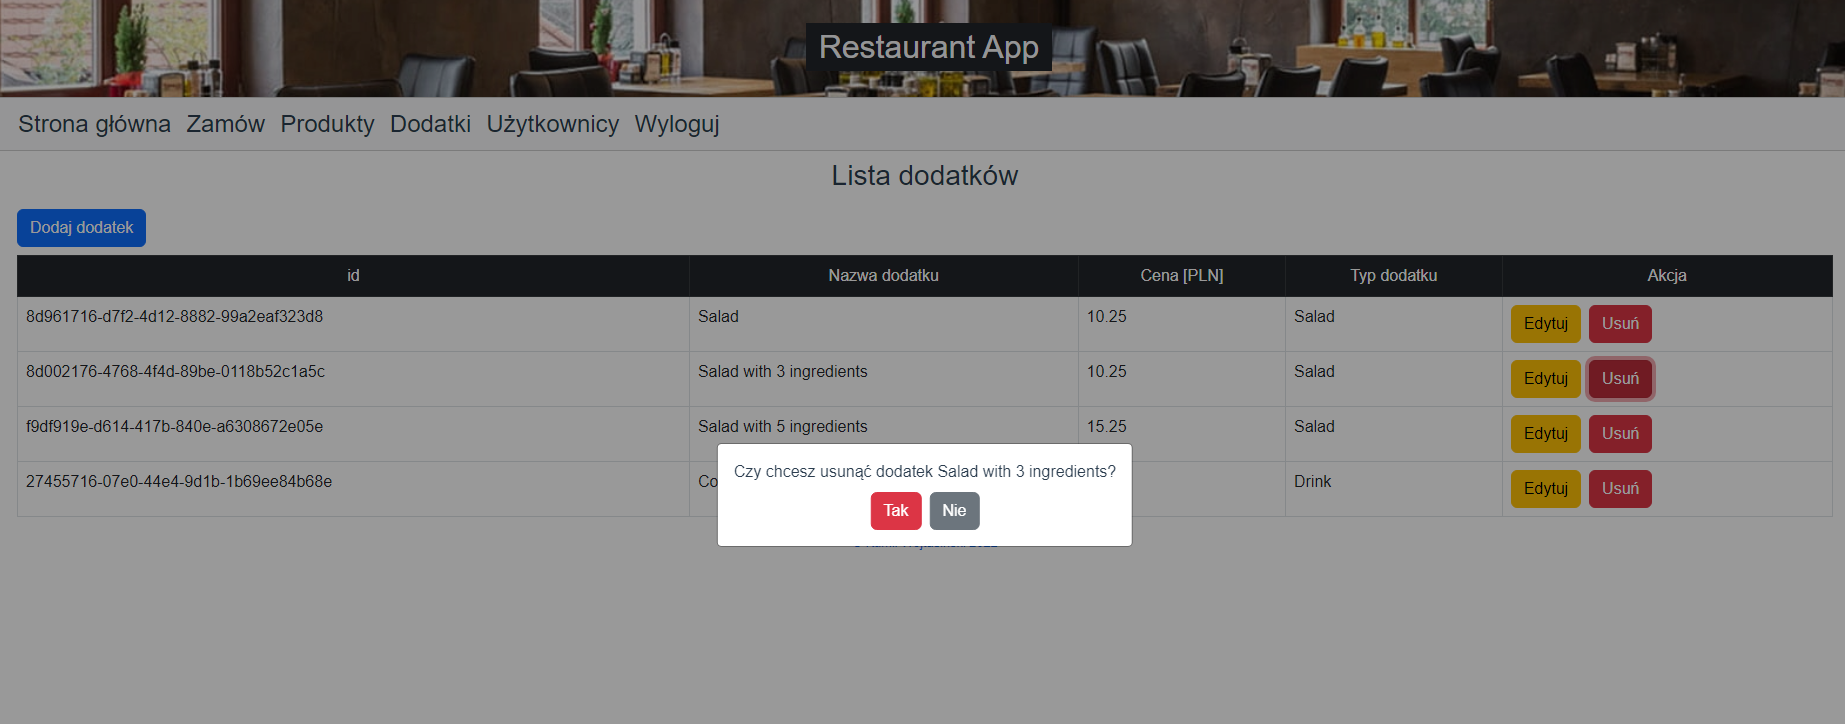 Restaurant App
Strona główna Zamów Produkty Dodatki Użytkownicy Wyloguj
Lista dodatków
Dodaj dodatek
id Nazwa dodatku Cena [PLN] Typ dodatku Akcja
8d961716-d7f2-4d12-8882-99a2eaf323d8 Salad 10.25 Salad Edytuj Usuń
8d002176-4768-4f4d-89be-0118b52c1a5c Salad with 3 ingredients 10.25 Salad Edytuj Usuń
f9df919e-d614-417b-840e-a6308672e05e Salad with 5 ingredients 15.25 Salad Edytuj Usuń
27455716-07e0-44e4-9d1b-1b69ee84b68e Co Drink Edytuj Usuń
Czy chcesz usunąć dodatek Salad with 3 ingredients?
Tak Nie